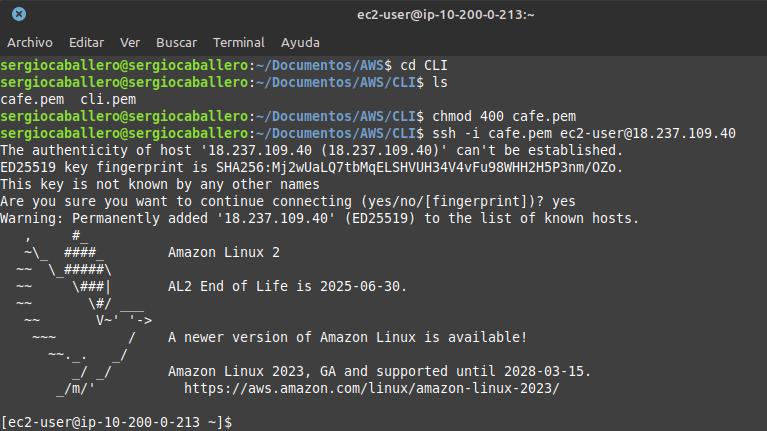 ec2-user@ip-10-200-0-213:~
Archivo Editar Ver Buscar Terminal Ayuda
sergiocaballero@sergiocaballero:~/Documentos/AWS$ cd CLI
sergiocaballero@sergiocaballero:~/Documentos/AWS/CLI$ ls
cafe.pem  cli.pem
sergiocaballero@sergiocaballero:~/Documentos/AWS/CLI$ chmod 400 cafe.pem
sergiocaballero@sergiocaballero:~/Documentos/AWS/CLI$ ssh -i cafe.pem ec2-user@18.237.109.40
The authenticity of host '18.237.109.40 (18.237.109.40)' can't be established.
ED25519 key fingerprint is SHA256:Mj2wUaLQ7tbMqELSHVUH34V4vFu98WHH2H5P3nm/OZo.
This key is not known by any other names
Are you sure you want to continue connecting (yes/no/[fingerprint])? yes
Warning: Permanently added '18.237.109.40' (ED25519) to the list of known hosts.
   ,     #_
   ~\_  ####_        Amazon Linux 2
  ~~  \_#####\
  ~~     \###|       AL2 End of Life is 2025-06-30.
  ~~       \#/ ___
   ~~       V~' '->
    ~~~         /    A newer version of Amazon Linux is available!
      ~~._.   _/
         _/ _/       Amazon Linux 2023, GA and supported until 2028-03-15.
       _/m/'           https://aws.amazon.com/linux/amazon-linux-2023/
[ec2-user@ip-10-200-0-213 ~]$